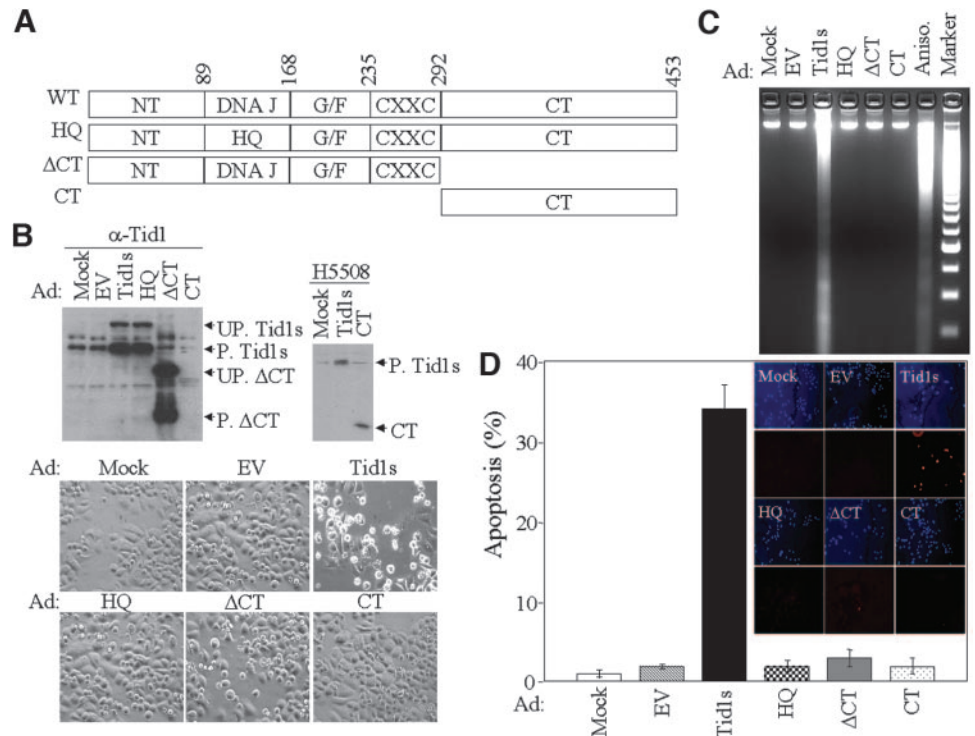 A
89 168 235 292 453
WT NT DNA J G/F CXXC CT
HQ NT HQ G/F CXXC CT
ΔCT NT DNA J G/F CXXC
CT CT
B
α-Tid1
Ad: Mock EV Tid1s HQ ΔCT CT
UP. Tid1s
P. Tid1s
UP. ΔCT
P. ΔCT
H5508
Mock Tid1s CT
P. Tid1s
CT
Ad: Mock EV Tid1s
Ad: HQ ΔCT CT
C
Ad: Mock EV Tid1s HQ ΔCT CT Aniso. Marker
D
Apoptosis (%)
40
30
20
10
0
Mock EV Tid1s
HQ ΔCT CT
Ad: Mock EV Tid1s HQ ΔCT CT